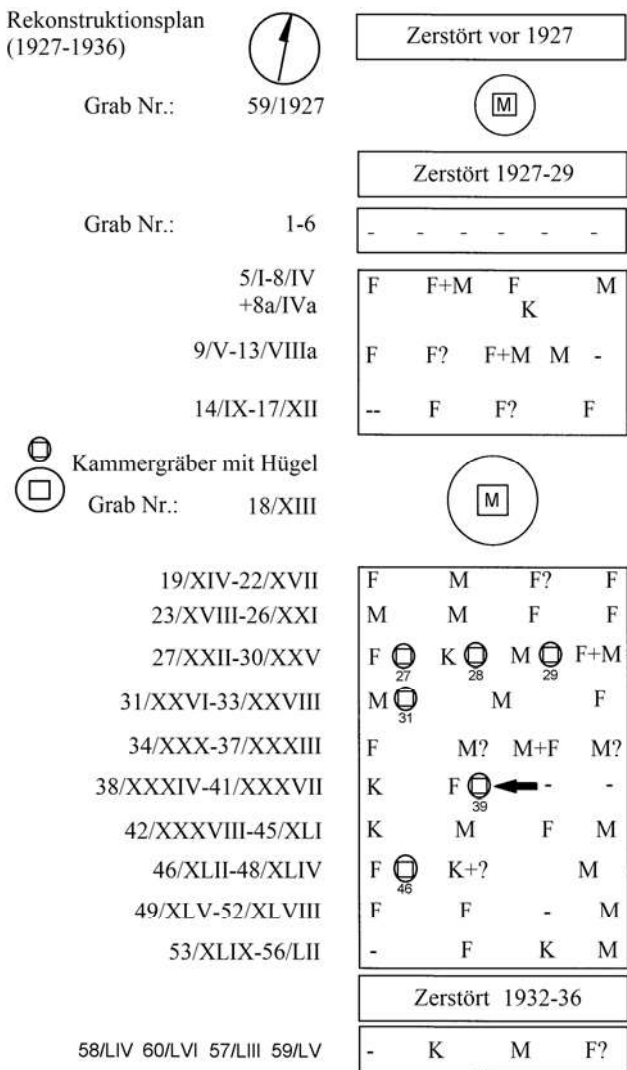 Rekonstruktionsplan
(1927-1936)
Zerstört vor 1927
Grab Nr.: 59/1927 M
Zerstört 1927-29
Grab Nr.: 1-6 - - - - - -
5/I-8/IV F F+M F M
+8a/IVa K
9/V-13/VIIIa F F? F+M M -
14/IX-17/XII -- F F? F
Kammergräber mit Hügel
Grab Nr.: 18/XIII M
19/XIV-22/XVII F M F? F
23/XVIII-26/XXI M M F F
27/XXII-30/XXV F K M F+M
27 28 29
31/XXVI-33/XXVIII M M F
31
34/XXX-37/XXXIII F M? M+F M?
38/XXXIV-41/XXXVII K F - -
39
42/XXXVIII-45/XLI K M F M
46/XLII-48/XLIV F K+? M
46
49/XLV-52/XLVIII F F - M
53/XLIX-56/LII - F K M
Zerstört 1932-36
58/LIV 60/LVI 57/LIII 59/LV - K M F?